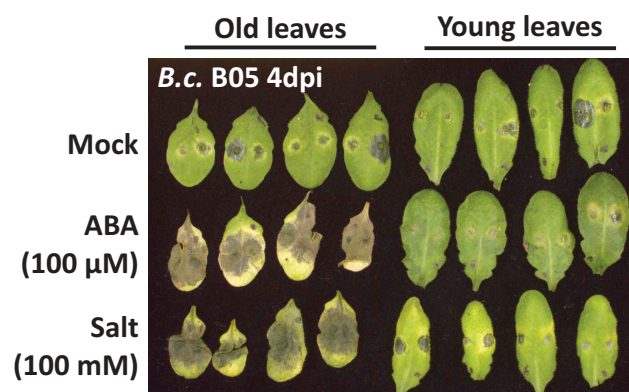 Old leaves
Young leaves
B.c. B05 4dpi
Mock
ABA
(100 µM)
Salt
(100 mM)